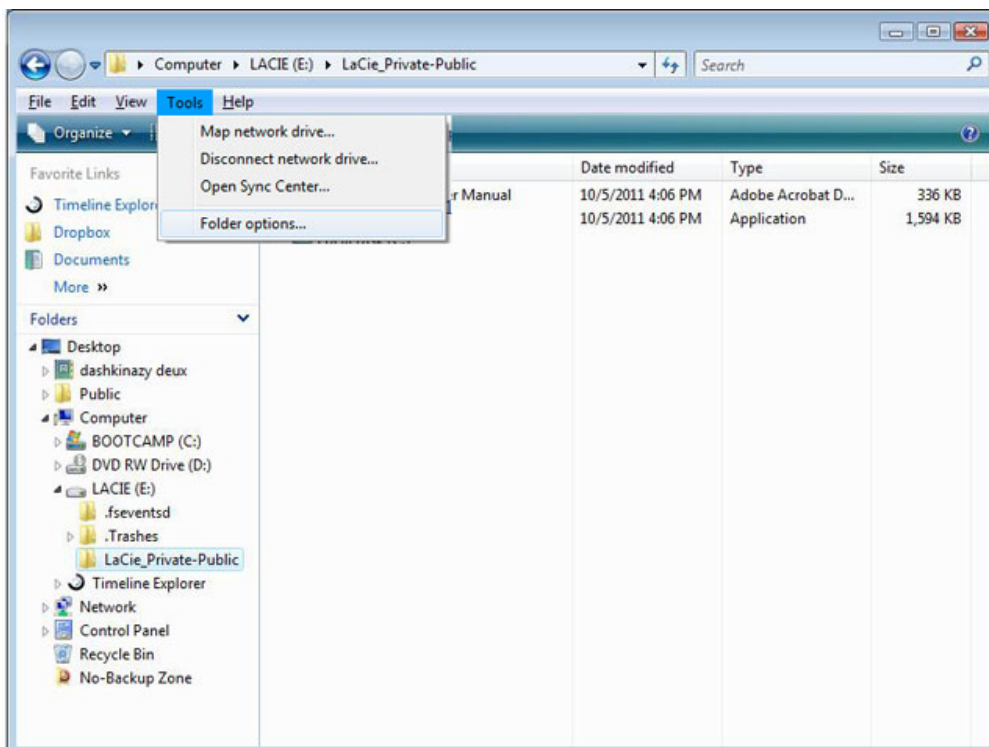 Computer ▸ LACIE (E:) ▸ LaCie_Private-Public
Search
File Edit View Tools Help
Organize
Map network drive...
Disconnect network drive...
Open Sync Center...
Folder options...
Date modified Type Size
Manual 10/5/2011 4:06 PM Adobe Acrobat D... 336 KB
10/5/2011 4:06 PM Application 1,594 KB
Favorite Links
Timeline Explor
Dropbox
Documents
More »
Folders
Desktop
dashkinazy deux
Public
Computer
BOOTCAMP (C:)
DVD RW Drive (D:)
LACIE (E:)
.fseventsd
.Trashes
LaCie_Private-Public
Timeline Explorer
Network
Control Panel
Recycle Bin
No-Backup Zone